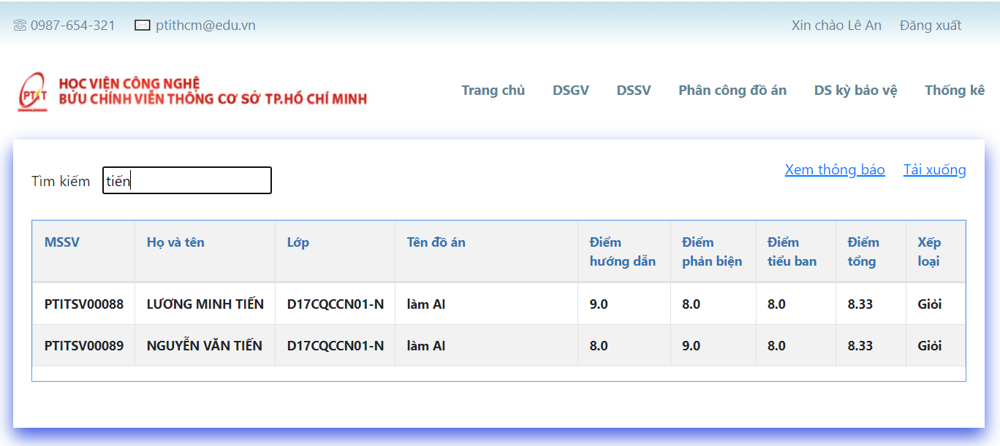 0987-654-321 ptithcm@edu.vn Xin chào Lê An Đăng xuất
PTIT HỌC VIỆN CÔNG NGHỆ
BƯU CHÍNH VIỄN THÔNG CƠ SỞ TP.HỒ CHÍ MINH
Trang chủ DSGV DSSV Phân công đồ án DS kỳ bảo vệ Thống kê
Xem thông báo Tải xuống
Tìm kiếm tiến
MSSV Họ và tên Lớp Tên đồ án Điểm hướng dẫn Điểm phản biện Điểm tiểu ban Điểm tổng Xếp loại
PTITSV00088 LƯƠNG MINH TIẾN D17CQCCN01-N làm AI 9.0 8.0 8.0 8.33 Giỏi
PTITSV00089 NGUYỄN VĂN TIẾN D17CQCCN01-N làm AI 8.0 9.0 8.0 8.33 Giỏi